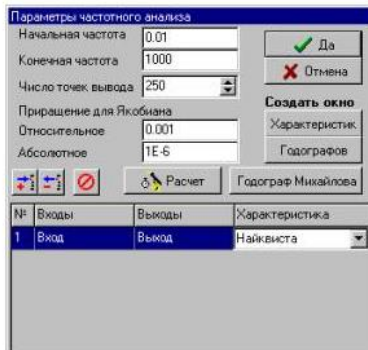 Параметры частотного анализа
Начальная частота 0.01
Конечная частота 1000
Число точек вывода 250
Приращение для Якобиана
Относительное 0.001
Абсолютное 1E-6
Да
Отмена
Создать окно
Характеристик
Годографов
Расчет
Годограф Михайлова
№ Входы Выходы Характеристика
1 Вход Выход Найквиста